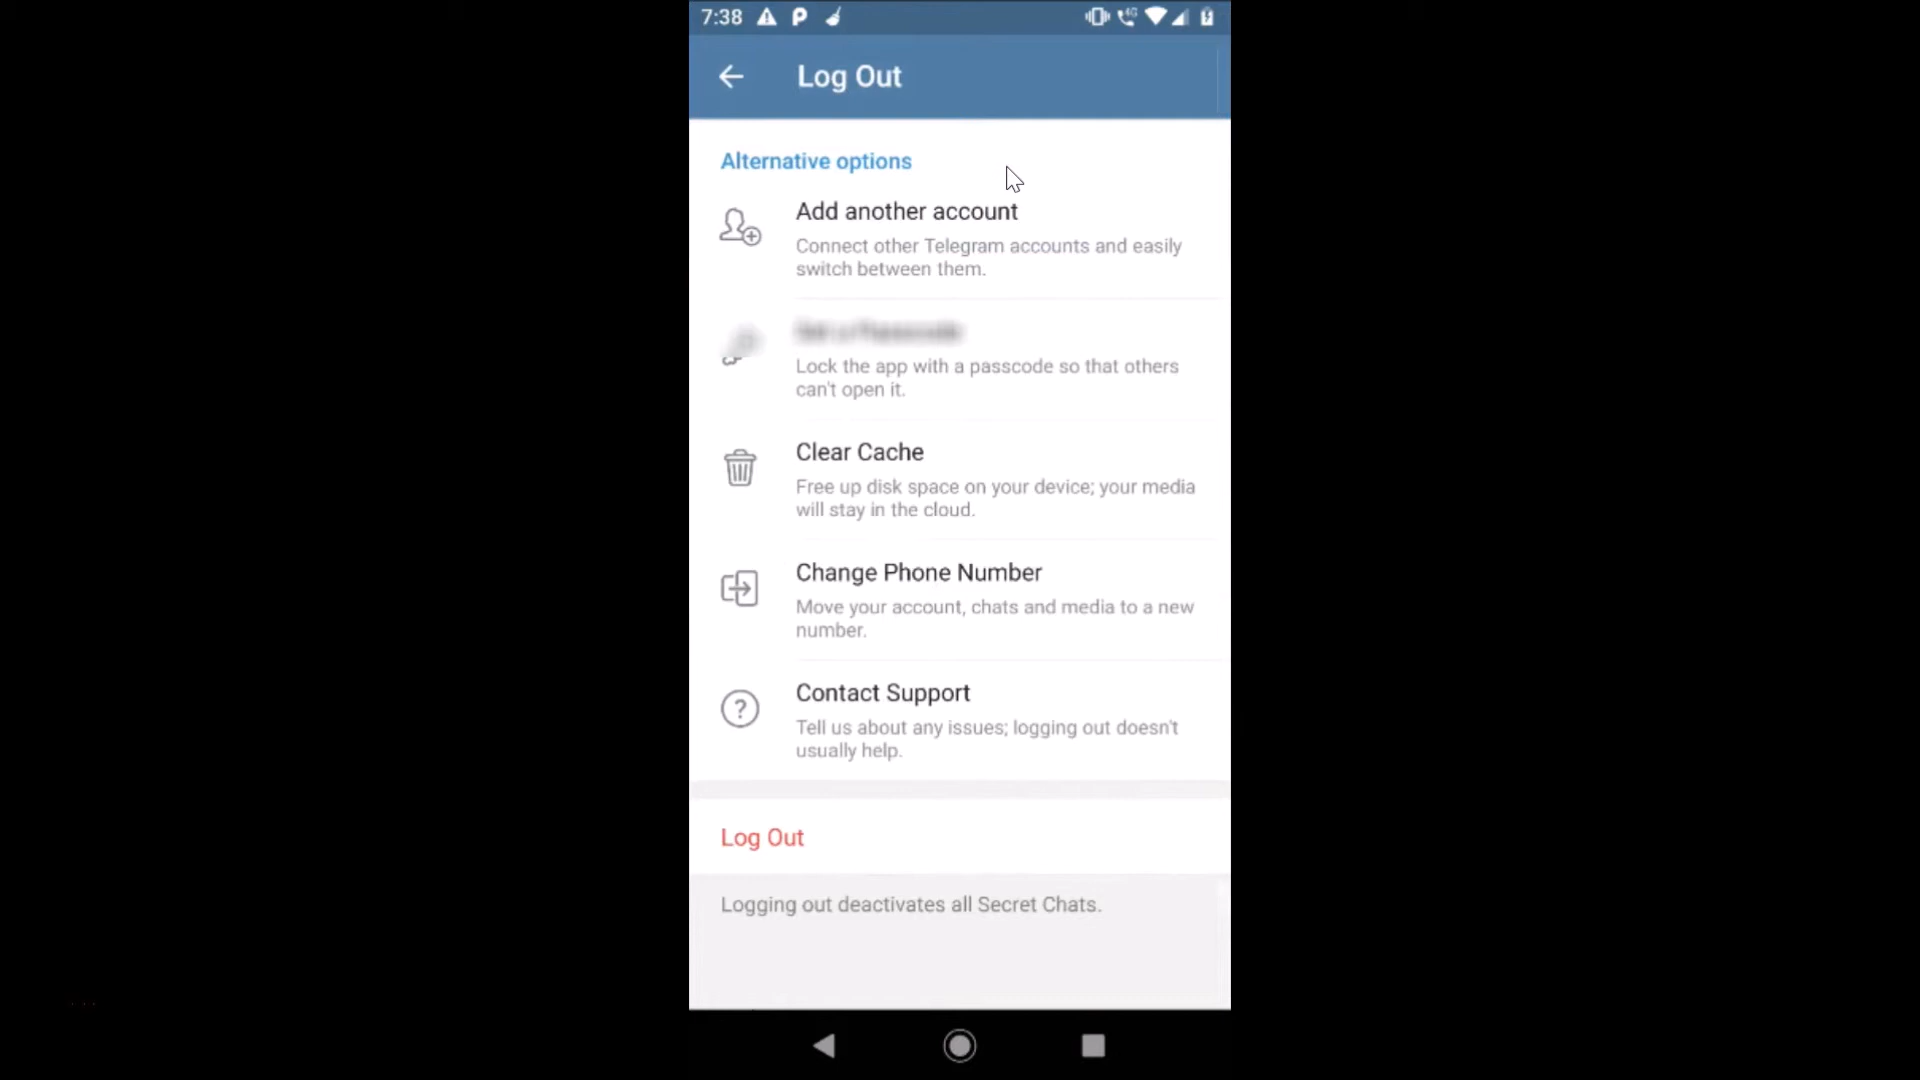 7:38
4G
Log Out
Alternative options
Add another account
Connect other Telegram accounts and easily
switch between them.
Lock the app with a passcode so that others
can't open it.
Clear Cache
Free up disk space on your device; your media
will stay in the cloud.
Change Phone Number
Move your account, chats and media to a new
number.
Contact Support
Tell us about any issues; logging out doesn't
usually help.
Log Out
Logging out deactivates all Secret Chats.